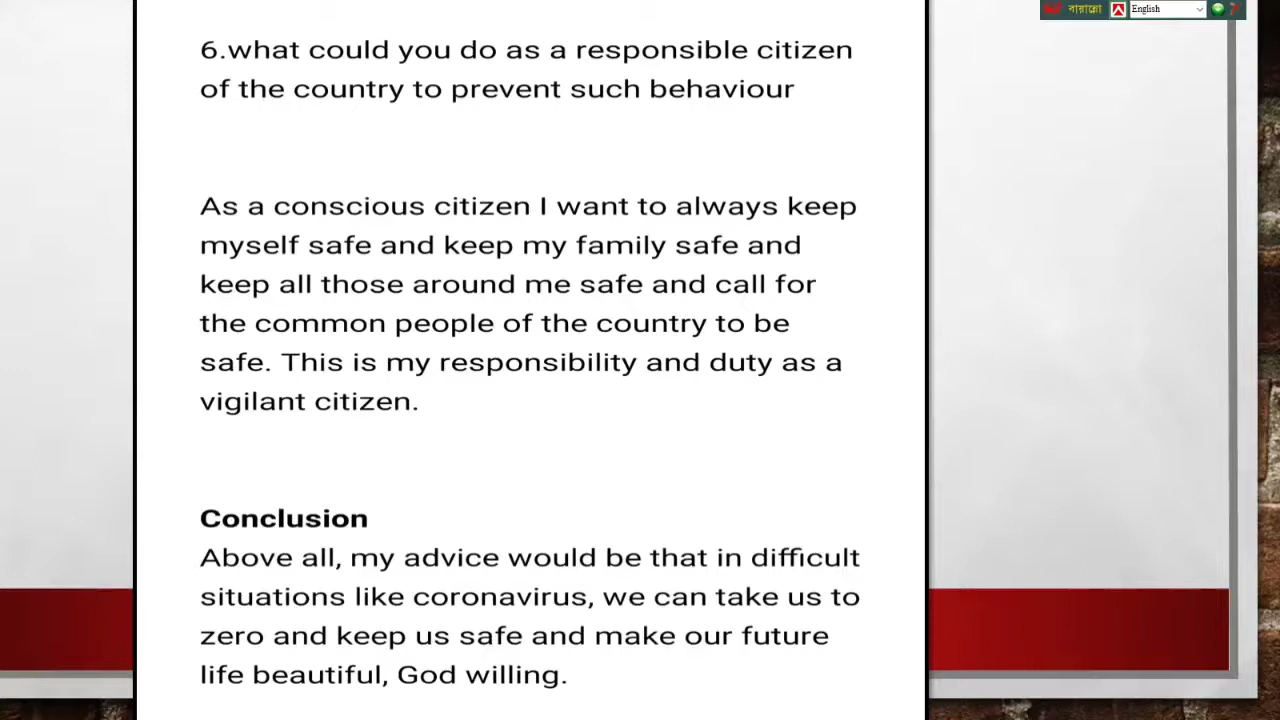 বায়ান্নো English
6.what could you do as a responsible citizen
of the country to prevent such behaviour
As a conscious citizen I want to always keep
myself safe and keep my family safe and
keep all those around me safe and call for
the common people of the country to be
safe. This is my responsibility and duty as a
vigilant citizen.
Conclusion
Above all, my advice would be that in difficult
situations like coronavirus, we can take us to
zero and keep us safe and make our future
life beautiful, God willing.